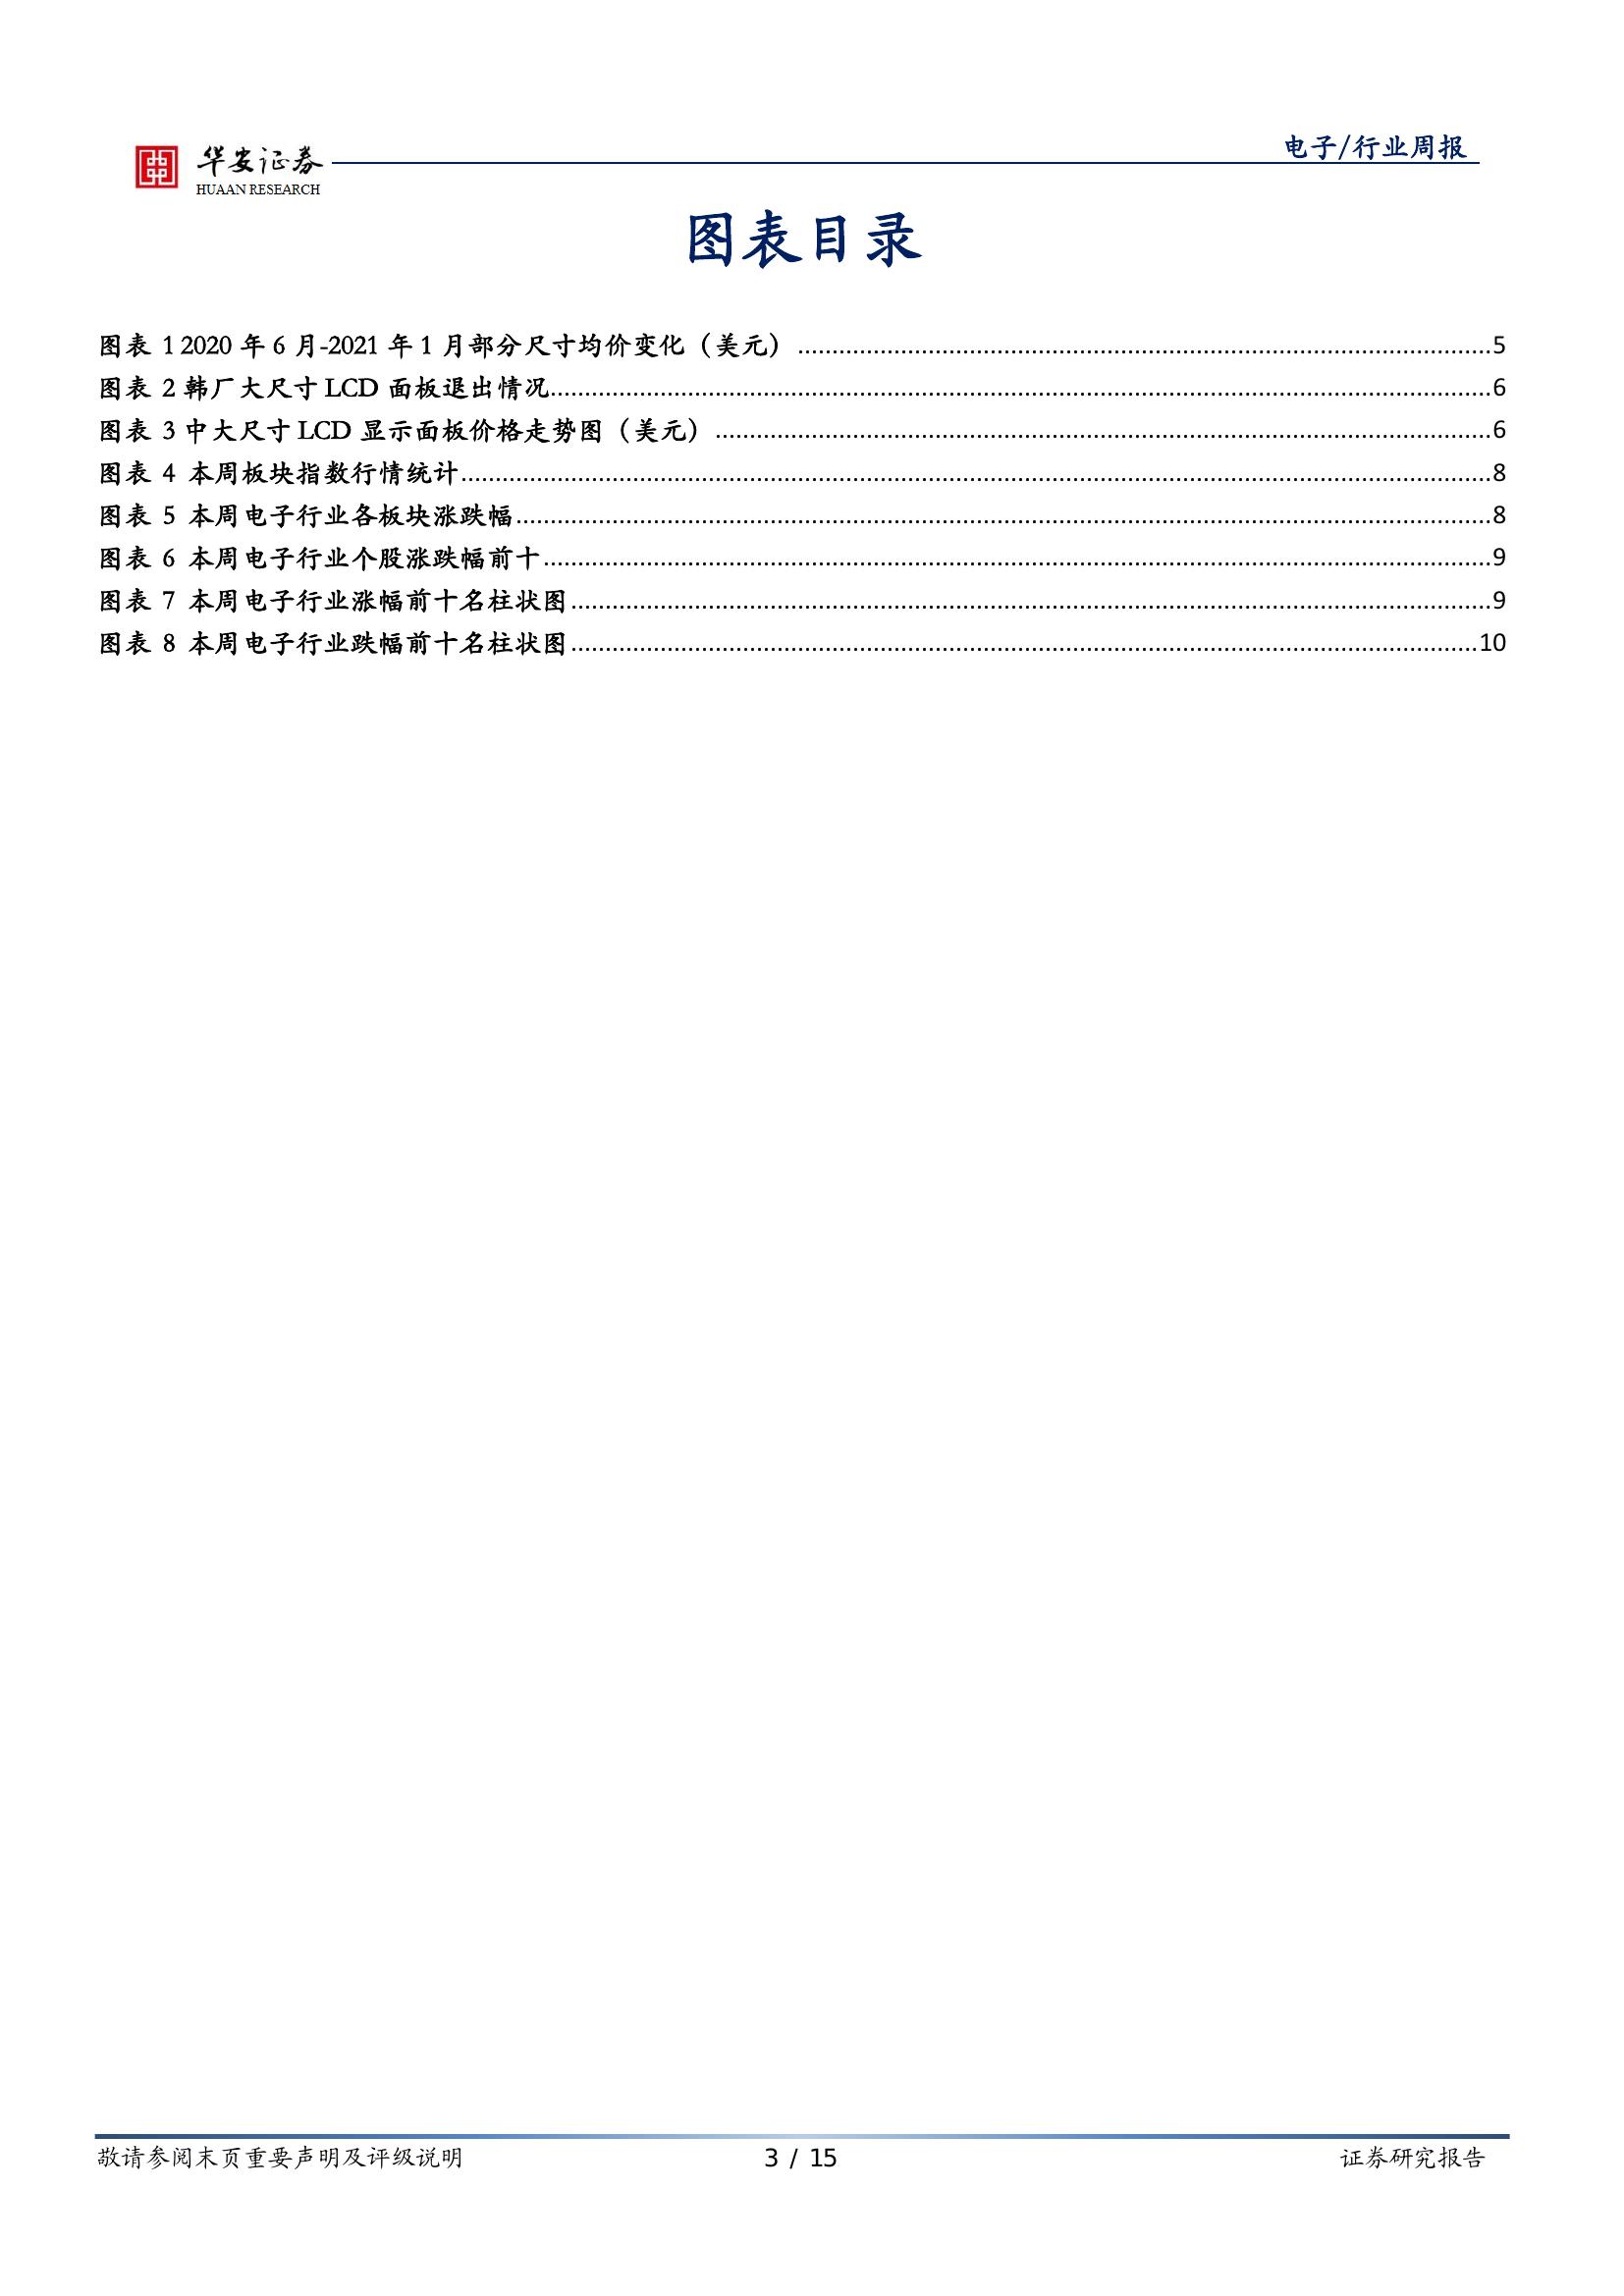 华安证券
HUAAN RESEARCH
电子/行业周报
图表目录
图表 1 2020 年 6 月-2021 年 1 月部分尺寸均价变化（美元）....................5
图表 2 韩厂大尺寸 LCD 面板退出情况....................6
图表 3 中大尺寸 LCD 显示面板价格走势图（美元）....................6
图表 4 本周板块指数行情统计....................8
图表 5 本周电子行业各板块涨跌幅....................8
图表 6 本周电子行业个股涨跌幅前十....................9
图表 7 本周电子行业涨幅前十名柱状图....................9
图表 8 本周电子行业跌幅前十名柱状图....................10
敬请参阅末页重要声明及评级说明 3 / 15 证券研究报告